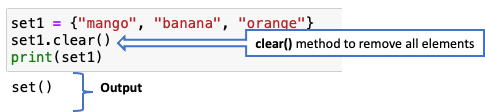 set1 = {"mango", "banana", "orange"}
set1.clear()
clear() method to remove all elements
print(set1)
set()
Output